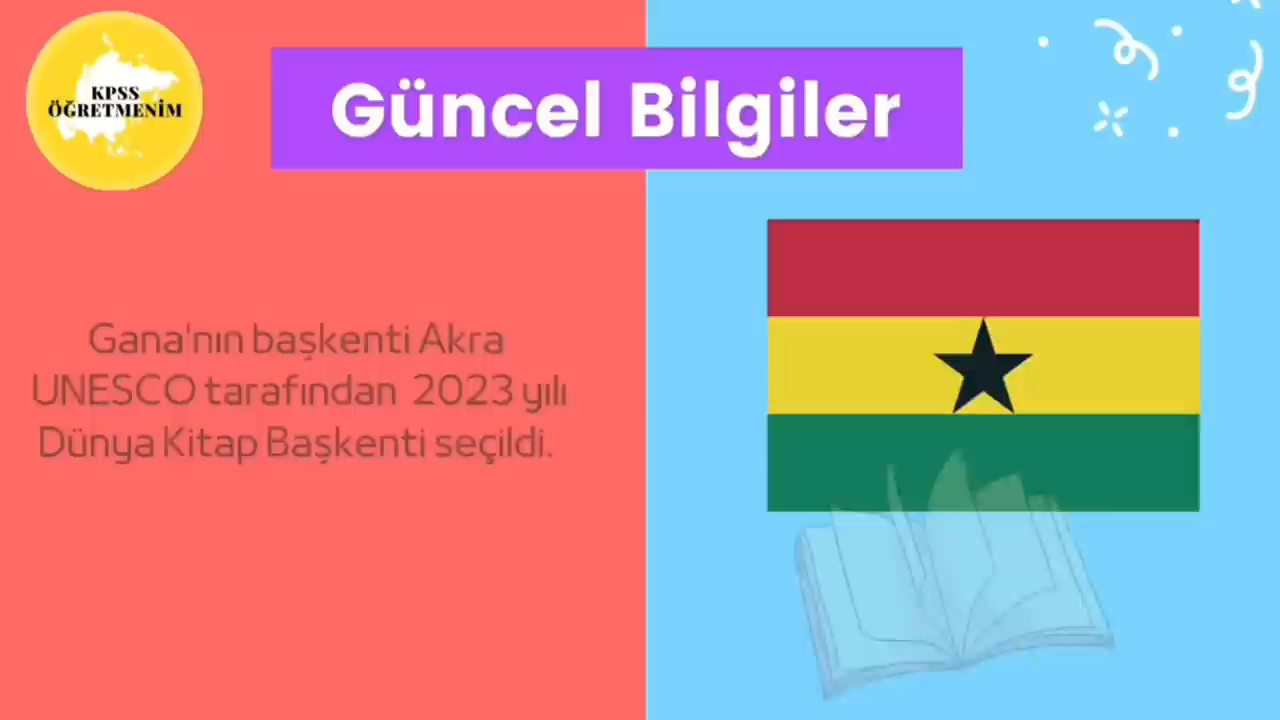 KPSS
ÖĞRETMENİM
Güncel Bilgiler
Gana'nın başkenti Akra
UNESCO tarafından 2023 yılı
Dünya Kitap Başkenti seçildi.